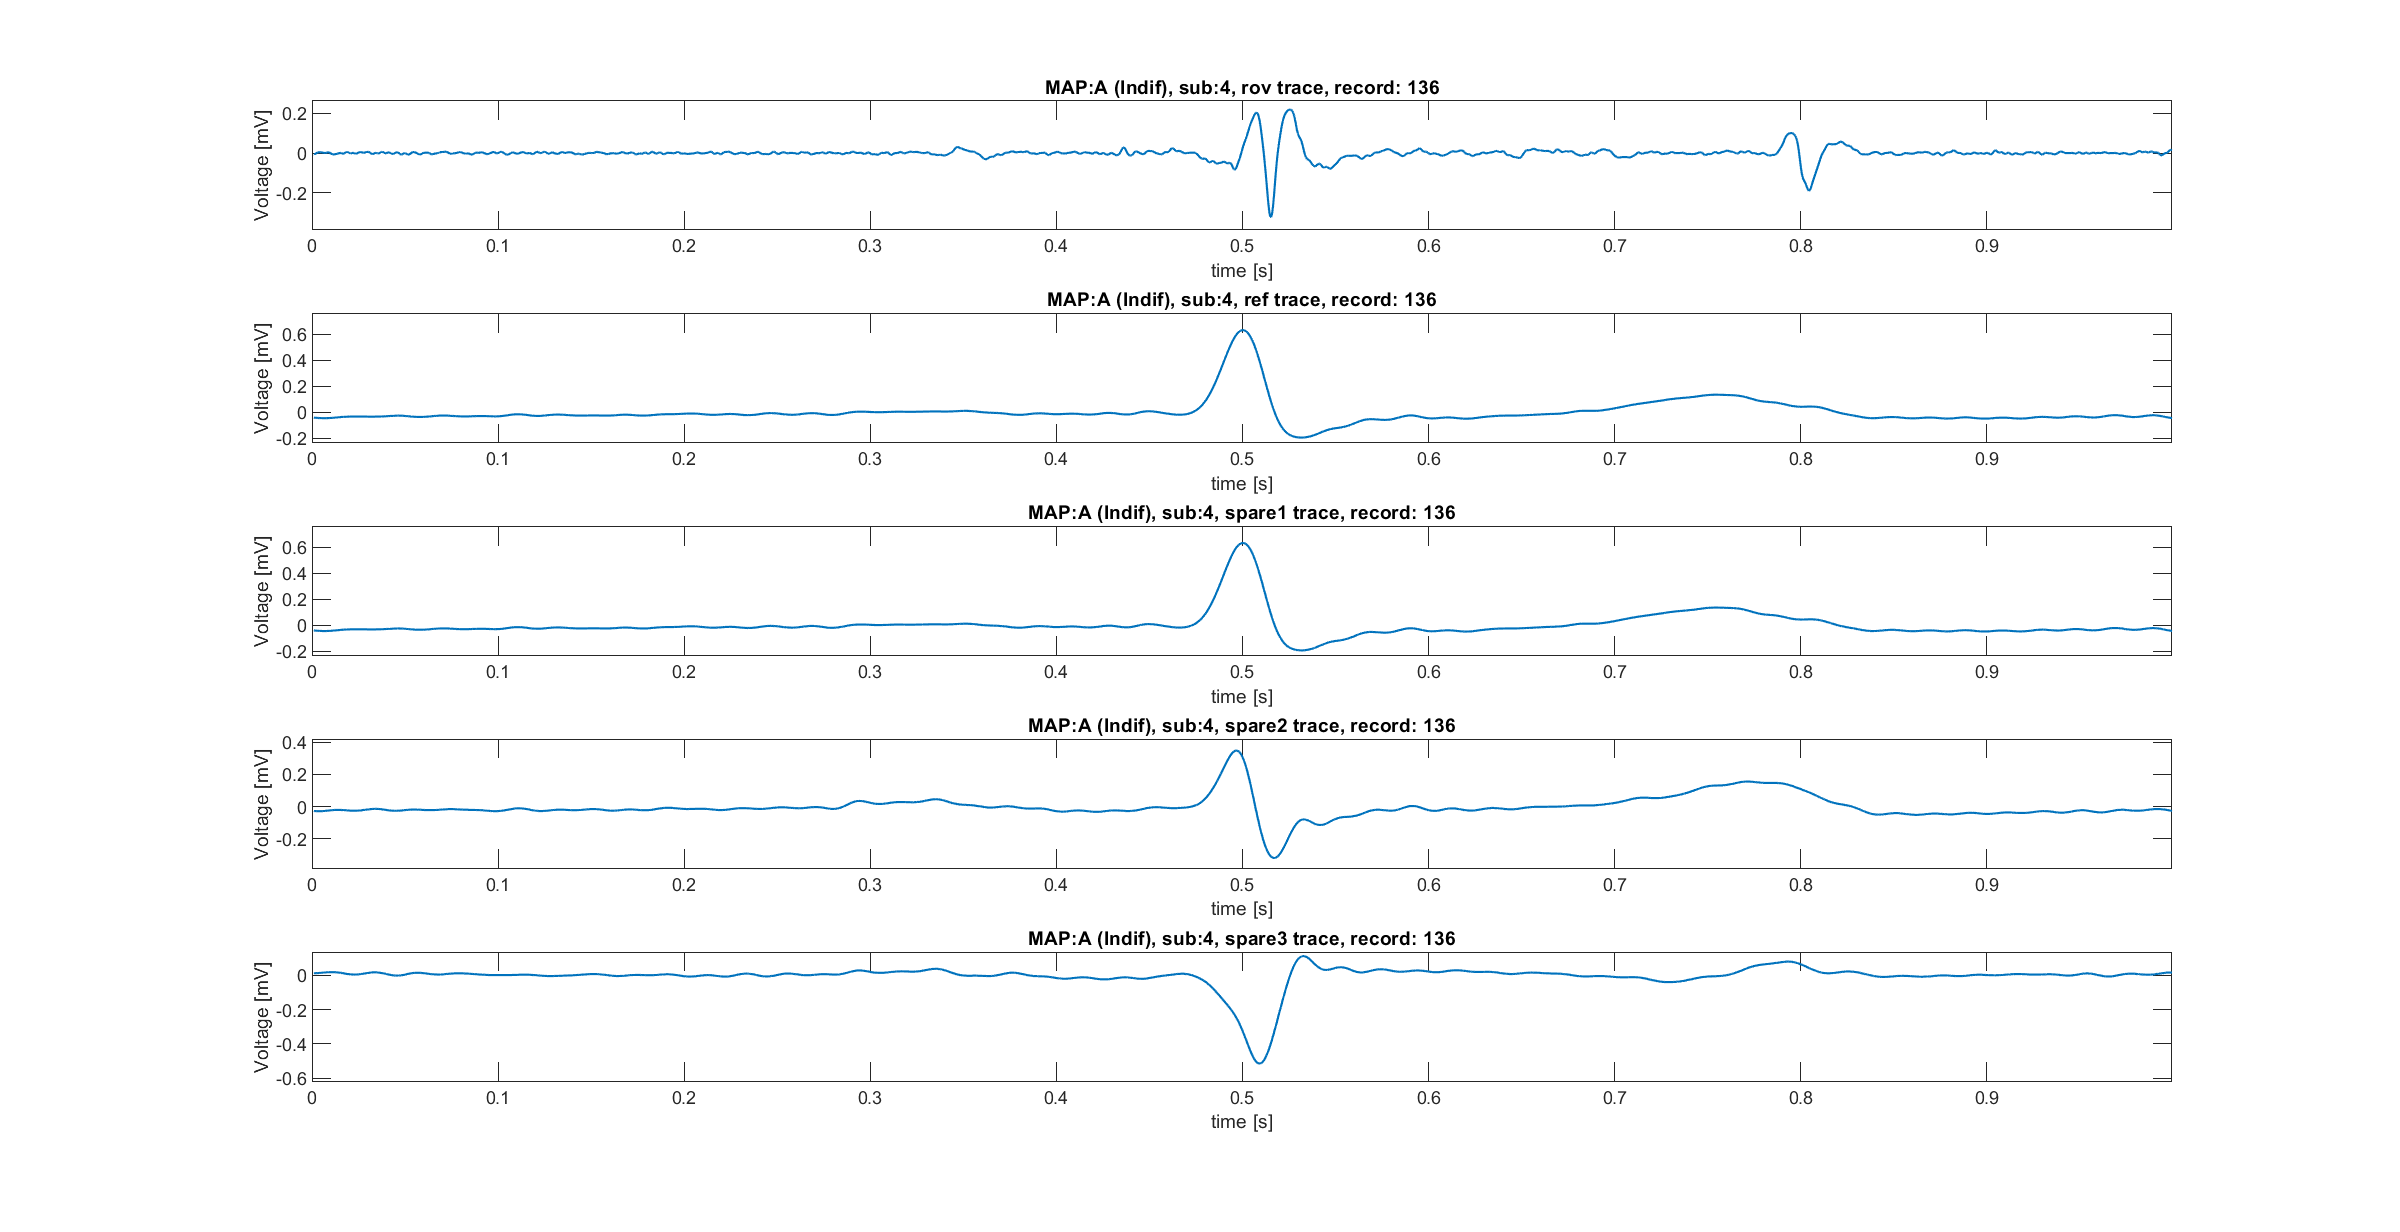 MAP:A (Indif), sub:4, rov trace, record: 136
Voltage [mV]
0.2
0
-0.2
0 0.1 0.2 0.3 0.4 0.5 0.6 0.7 0.8 0.9
time [s]
MAP:A (Indif), sub:4, ref trace, record: 136
Voltage [mV]
0.6
0.4
0.2
0
-0.2
0 0.1 0.2 0.3 0.4 0.5 0.6 0.7 0.8 0.9
time [s]
MAP:A (Indif), sub:4, spare1 trace, record: 136
Voltage [mV]
0.6
0.4
0.2
0
-0.2
0 0.1 0.2 0.3 0.4 0.5 0.6 0.7 0.8 0.9
time [s]
MAP:A (Indif), sub:4, spare2 trace, record: 136
Voltage [mV]
0.4
0.2
0
-0.2
0 0.1 0.2 0.3 0.4 0.5 0.6 0.7 0.8 0.9
time [s]
MAP:A (Indif), sub:4, spare3 trace, record: 136
Voltage [mV]
0
-0.2
-0.4
-0.6
0 0.1 0.2 0.3 0.4 0.5 0.6 0.7 0.8 0.9
time [s]